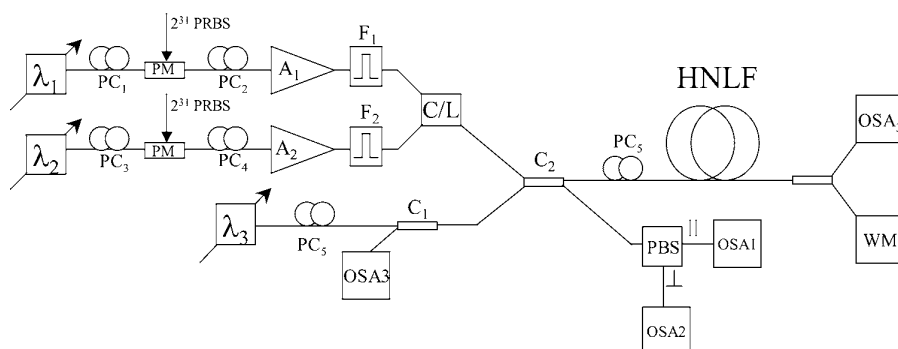 2³¹ PRBS
F₁
λ₁
PC₁
PM
PC₂
A₁
HNLF
C/L
2³¹ PRBS
F₂
λ₂
PC₃
PM
PC₄
A₂
C₂
PC₅
OSA
λ₃
PC₅
C₁
OSA3
PBS
||
OSA1
⊥
OSA2
WM